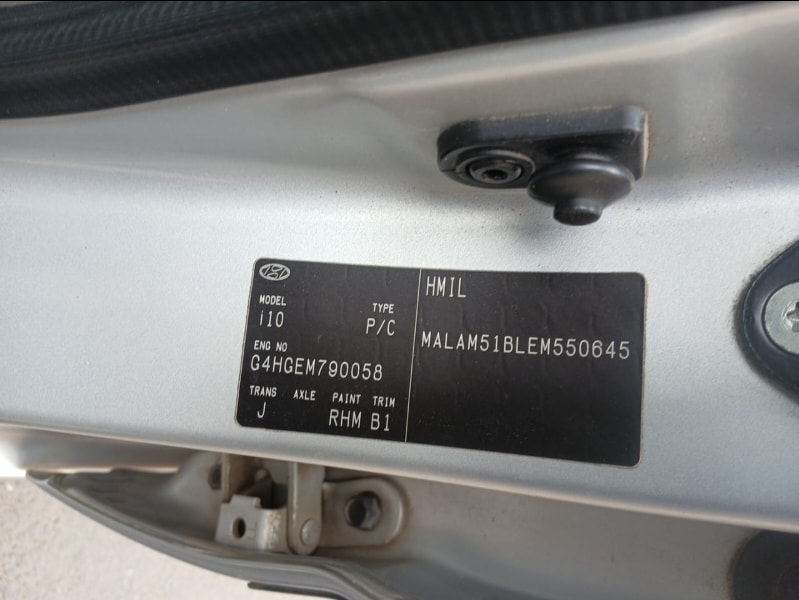 MODEL TYPE
i10 P/C
ENG NO
G4HGEM790058
TRANS AXLE PAINT TRIM
J RHM B1
HMIL
MALAM51BLEM550645